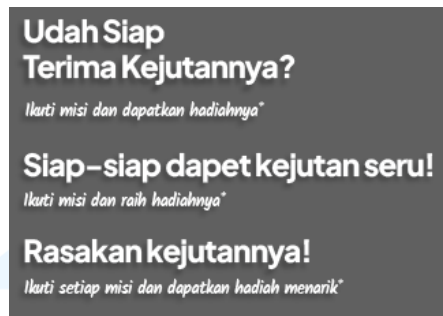 Udah Siap
Terima Kejutannya?
Ikuti misi dan dapatkan hadiahnya*
Siap-siap dapet kejutan seru!
Ikuti misi dan raih hadiahnya*
Rasakan kejutannya!
Ikuti setiap misi dan dapatkan hadiah menarik*